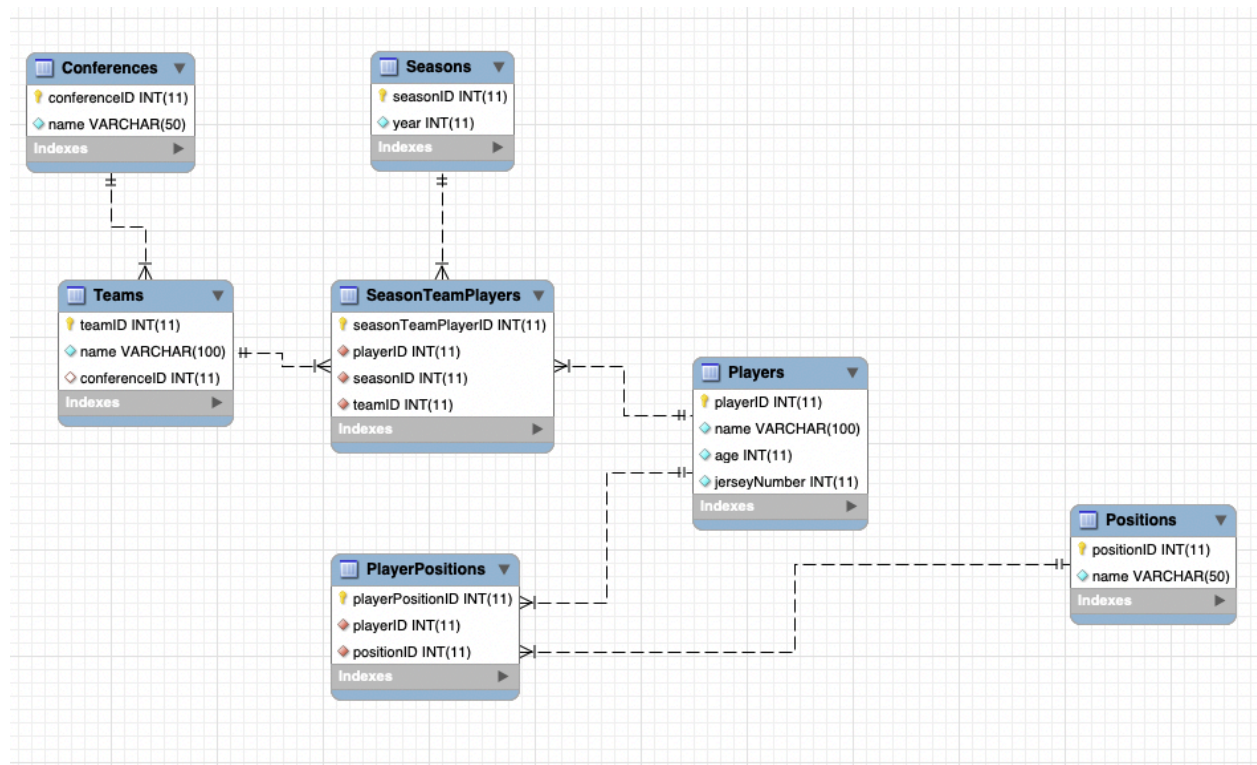 Conferences
conferenceID INT(11)
name VARCHAR(50)
Indexes
Seasons
seasonID INT(11)
year INT(11)
Indexes
Teams
teamID INT(11)
name VARCHAR(100)
conferenceID INT(11)
Indexes
SeasonTeamPlayers
seasonTeamPlayerID INT(11)
playerID INT(11)
seasonID INT(11)
teamID INT(11)
Indexes
Players
playerID INT(11)
name VARCHAR(100)
age INT(11)
jerseyNumber INT(11)
Indexes
PlayerPositions
playerPositionID INT(11)
playerID INT(11)
positionID INT(11)
Indexes
Positions
positionID INT(11)
name VARCHAR(50)
Indexes